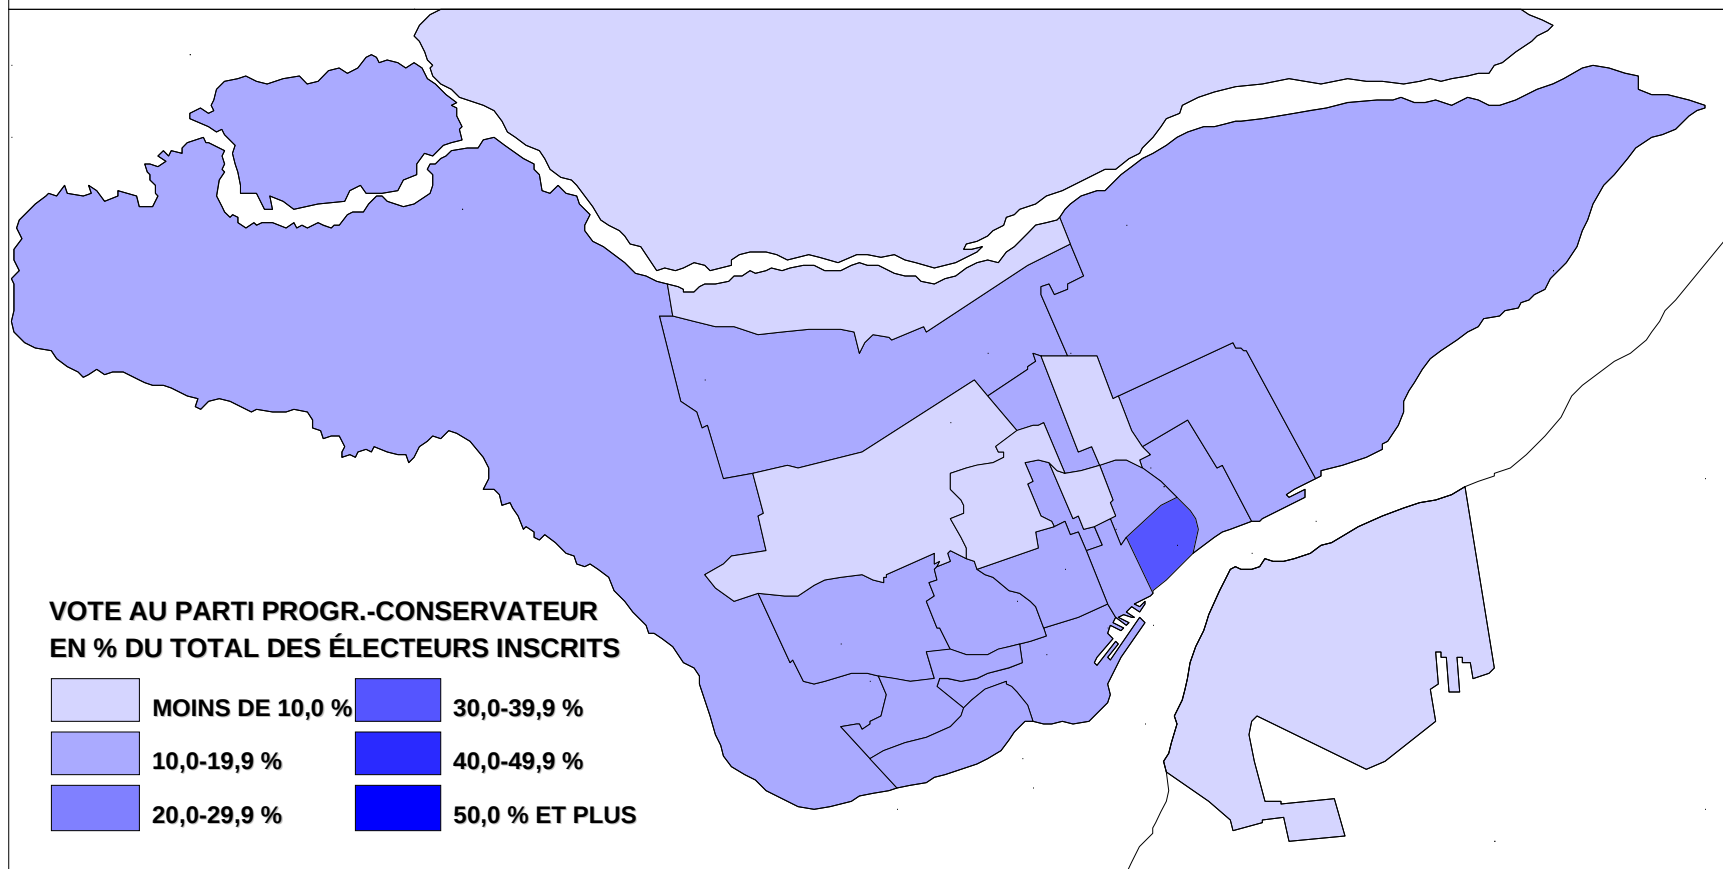 VOTE AU PARTI PROGR.-CONSERVATEUR
EN % DU TOTAL DES ÉLECTEURS INSCRITS
MOINS DE 10,0 %
10,0-19,9 %
20,0-29,9 %
30,0-39,9 %
40,0-49,9 %
50,0 % ET PLUS